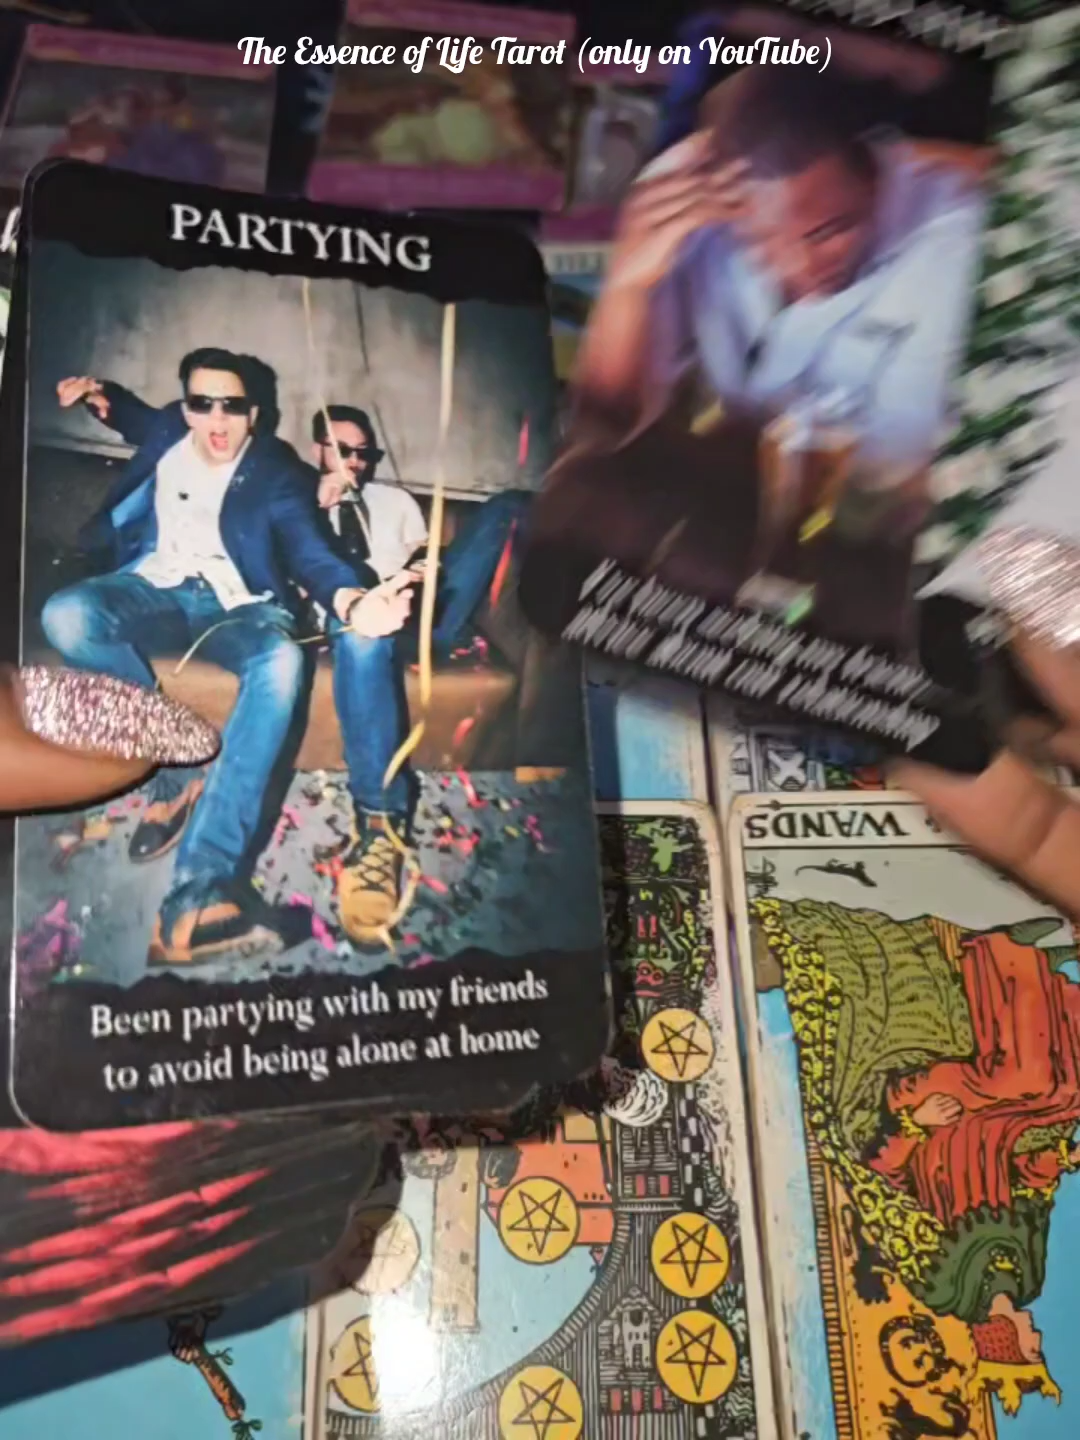 The Essence of Life Tarot (only on YouTube)
PARTYING
Been partying with my friends
to avoid being alone at home
WANDS